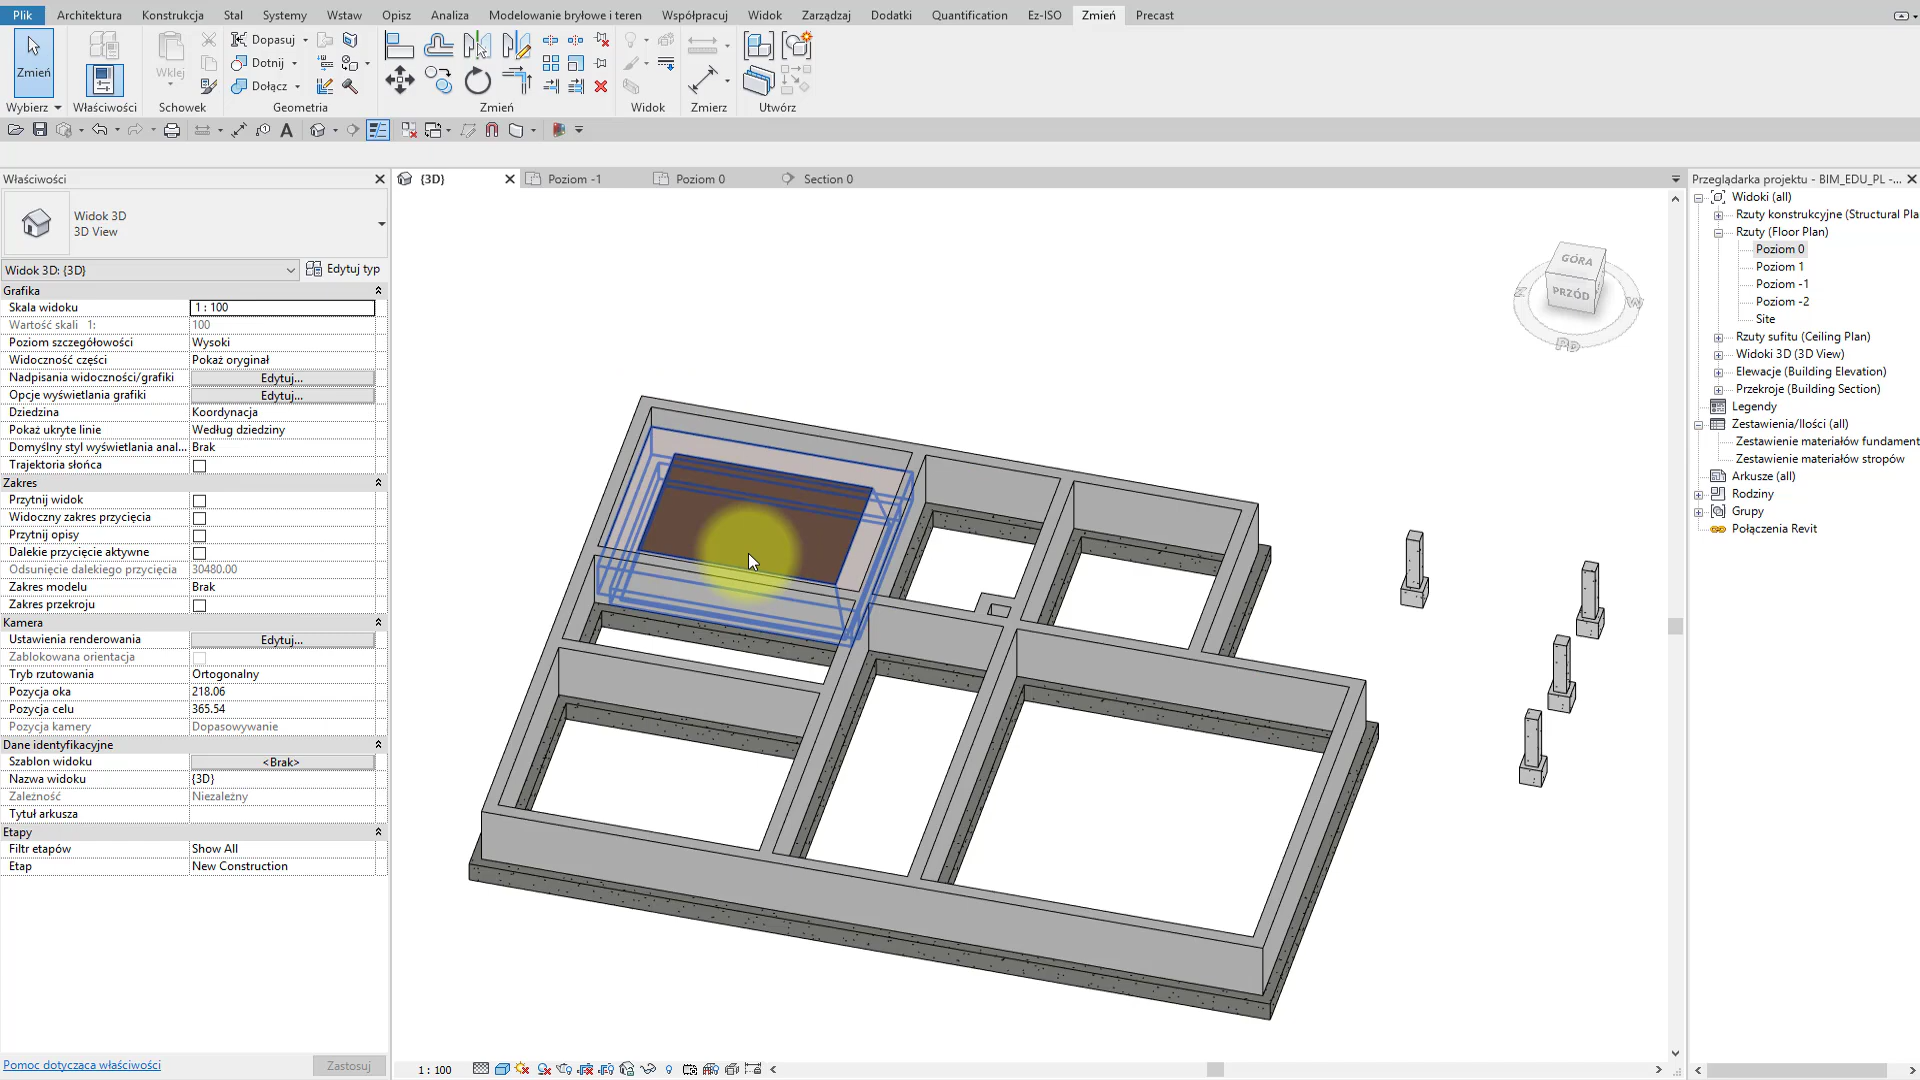 Plik Architektura Konstrukcja Stal Systemy Wstaw Opisz Analiza Modelowanie bryłowe i teren Współpracuj Widok Zarządzaj Dodatki Quantification Ez-ISO Zmień Precast
Zmień
Wklej
Dopasuj
Dotnij
Dołącz
Wybierz Właściwości Schowek Geometria Zmień Widok Zmierz Utwórz
Właściwości
Widok 3D
3D View
Widok 3D: {3D}
Edytuj typ
Grafika
Skala widoku 1 : 100
Wartość skali 1: 100
Poziom szczegółowości Wysoki
Widoczność części Pokaż oryginał
Nadpisania widoczności/grafiki Edytuj...
Opcje wyświetlania grafiki Edytuj...
Dziedzina Koordynacja
Pokaż ukryte linie Według dziedziny
Domyślny styl wyświetlania anal... Brak
Trajektoria słońca
Zakres
Przytnij widok
Widoczny zakres przycięcia
Przytnij opisy
Dalekie przycięcie aktywne
Odsunięcie dalekiego przycięcia 30480.00
Zakres modelu Brak
Zakres przekroju
Kamera
Ustawienia renderowania Edytuj...
Zablokowana orientacja
Tryb rzutowania Ortogonalny
Pozycja oka 218.06
Pozycja celu 365.54
Pozycja kamery Dopasowywanie
Dane identyfikacyjne
Szablon widoku <Brak>
Nazwa widoku {3D}
Zależność Niezależny
Tytuł arkusza
Etapy
Filtr etapów Show All
Etap New Construction
Pomoc dotycząca właściwości
Zastosuj
{3D} Poziom -1 Poziom 0 Section 0
GÓRA
PRZÓD
Z
W
PD
1 : 100
Przeglądarka projektu - BIM_EDU_PL -...
Widoki (all)
Rzuty konstrukcyjne (Structural Pla
Rzuty (Floor Plan)
Poziom 0
Poziom 1
Poziom -1
Poziom -2
Site
Rzuty sufitu (Ceiling Plan)
Widoki 3D (3D View)
Elewacje (Building Elevation)
Przekroje (Building Section)
Legendy
Zestawienia/Ilości (all)
Zestawienie materiałów fundament
Zestawienie materiałów stropów
Arkusze (all)
Rodziny
Grupy
Połączenia Revit